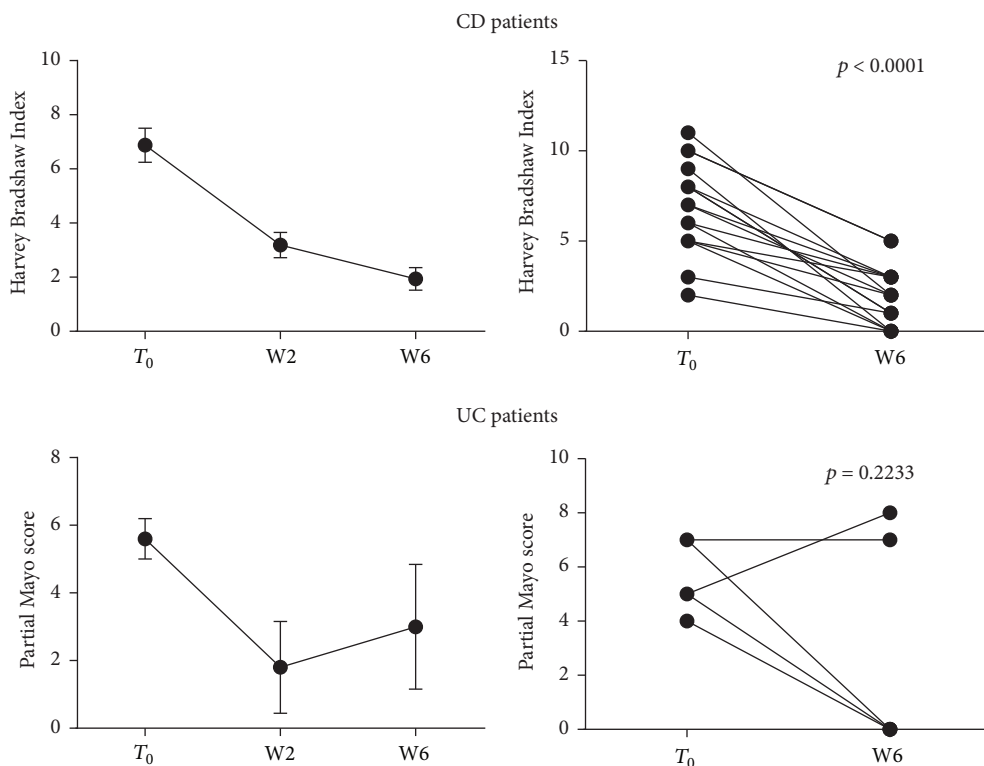 CD patients
Harvey Bradshaw Index
10
8
6
4
2
0
T₀ W2 W6
Harvey Bradshaw Index
15
10
5
0
p < 0.0001
T₀ W6
UC patients
Partial Mayo score
8
6
4
2
0
T₀ W2 W6
Partial Mayo score
10
8
6
4
2
0
p = 0.2233
T₀ W6